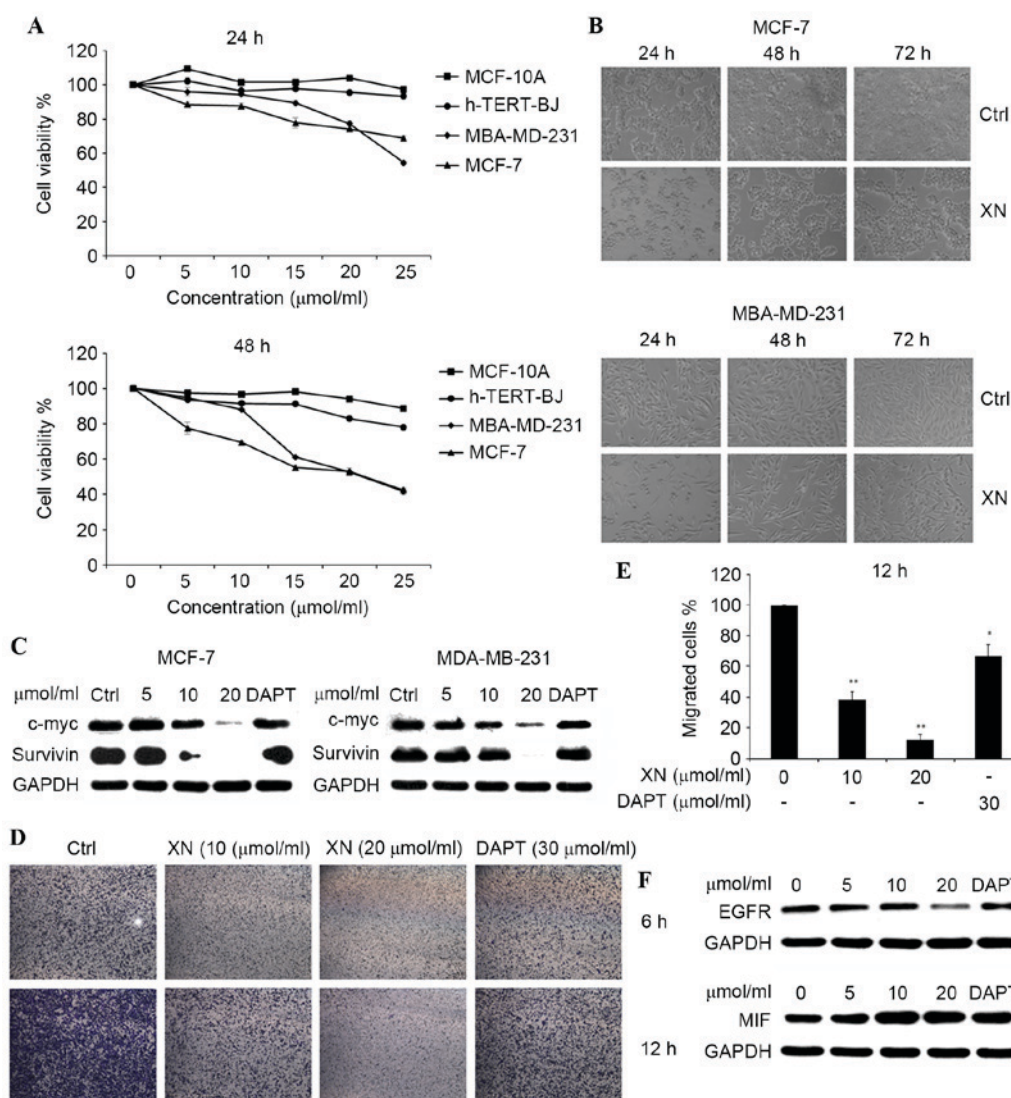 A
24 h
120
100
80
60
40
20
0
Cell viability %
0 5 10 15 20 25
Concentration (μmol/ml)
MCF-10A
h-TERT-BJ
MBA-MD-231
MCF-7
48 h
120
100
80
60
40
20
0
Cell viability %
0 5 10 15 20 25
Concentration (μmol/ml)
MCF-10A
h-TERT-BJ
MBA-MD-231
MCF-7
B
MCF-7
24 h 48 h 72 h
Ctrl
XN
MBA-MD-231
24 h 48 h 72 h
Ctrl
XN
C
MCF-7
μmol/ml Ctrl 5 10 20 DAPT
c-myc
Survivin
GAPDH
MDA-MB-231
μmol/ml Ctrl 5 10 20 DAPT
c-myc
Survivin
GAPDH
E
12 h
120
100
80
60
40
20
0
Migrated cells %
** ** *
XN (μmol/ml) 0 10 20 -
DAPT (μmol/ml) - - - 30
D
Ctrl XN (10 (μmol/ml) XN (20 μmol/ml) DAPT (30 μmol/ml)
6 h
12 h
F
μmol/ml 0 5 10 20 DAPT
EGFR
GAPDH
μmol/ml 0 5 10 20 DAPT
MIF
GAPDH